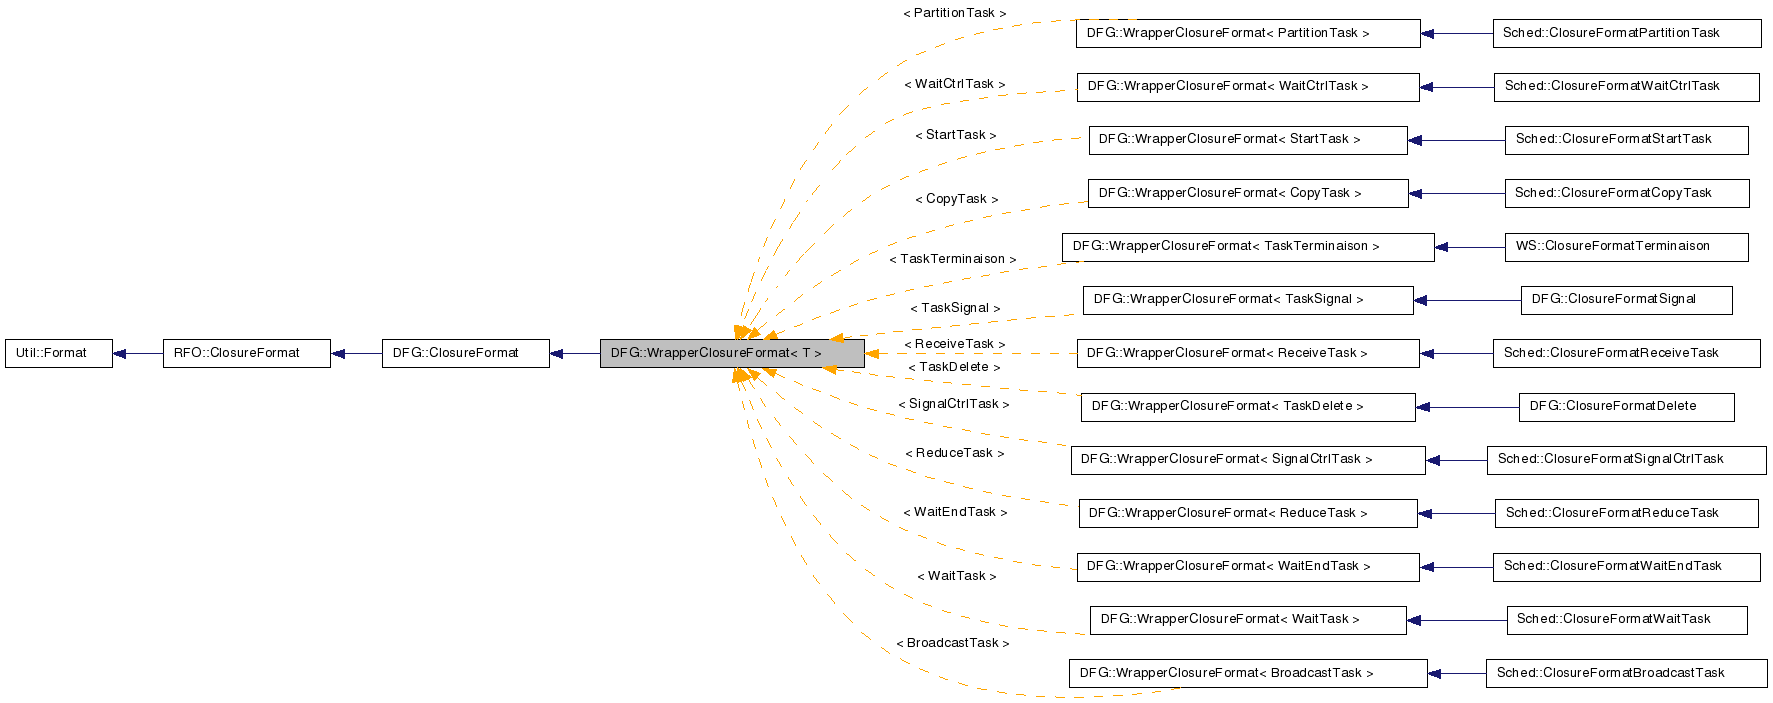 < PartitionTask >
DFG::WrapperClosureFormat< PartitionTask >
Sched::ClosureFormatPartitionTask
< WaitCtrlTask >
DFG::WrapperClosureFormat< WaitCtrlTask >
Sched::ClosureFormatWaitCtrlTask
< StartTask >
DFG::WrapperClosureFormat< StartTask >
Sched::ClosureFormatStartTask
< CopyTask >
DFG::WrapperClosureFormat< CopyTask >
Sched::ClosureFormatCopyTask
< TaskTerminaison >
DFG::WrapperClosureFormat< TaskTerminaison >
WS::ClosureFormatTerminaison
< TaskSignal >
DFG::WrapperClosureFormat< TaskSignal >
DFG::ClosureFormatSignal
Util::Format
RFO::ClosureFormat
DFG::ClosureFormat
DFG::WrapperClosureFormat< T >
< ReceiveTask >
DFG::WrapperClosureFormat< ReceiveTask >
Sched::ClosureFormatReceiveTask
< TaskDelete >
DFG::WrapperClosureFormat< TaskDelete >
DFG::ClosureFormatDelete
< SignalCtrlTask >
DFG::WrapperClosureFormat< SignalCtrlTask >
Sched::ClosureFormatSignalCtrlTask
< ReduceTask >
DFG::WrapperClosureFormat< ReduceTask >
Sched::ClosureFormatReduceTask
< WaitEndTask >
DFG::WrapperClosureFormat< WaitEndTask >
Sched::ClosureFormatWaitEndTask
< WaitTask >
DFG::WrapperClosureFormat< WaitTask >
Sched::ClosureFormatWaitTask
< BroadcastTask >
DFG::WrapperClosureFormat< BroadcastTask >
Sched::ClosureFormatBroadcastTask